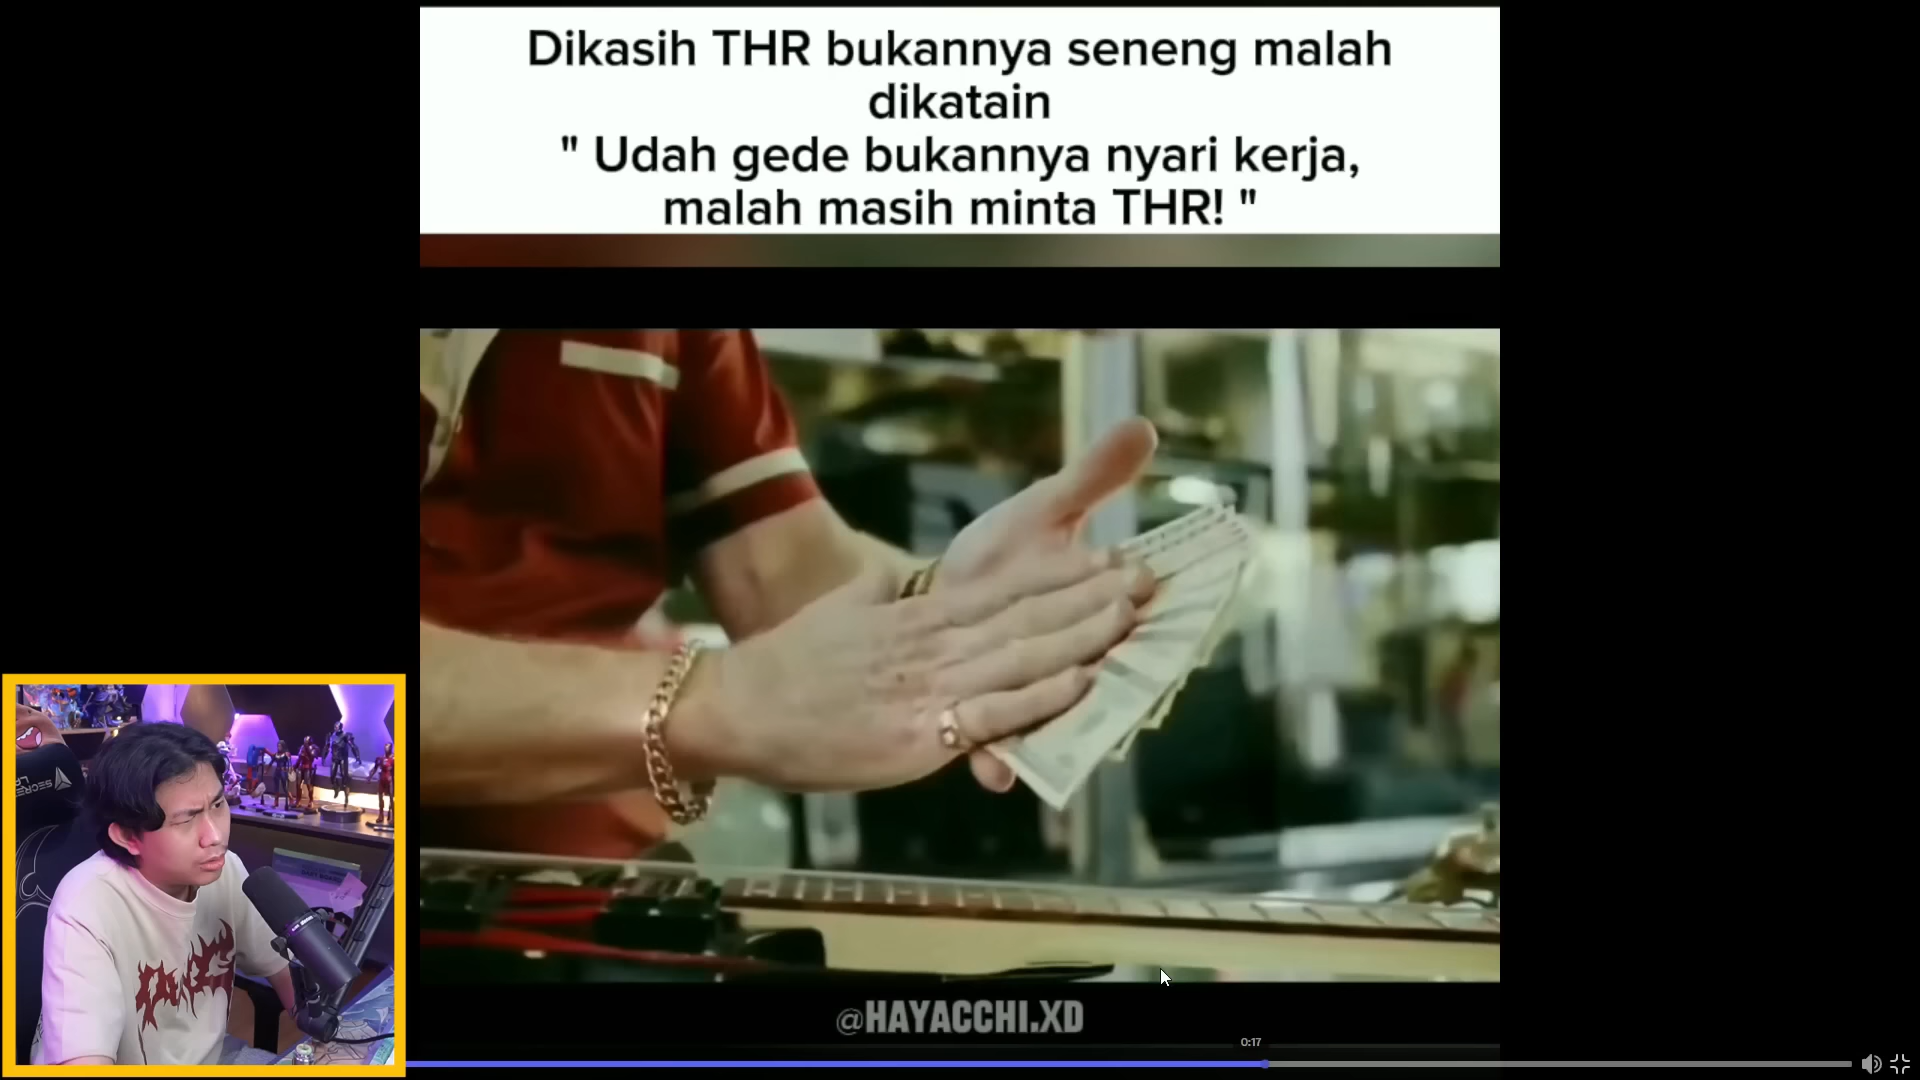 Dikasih THR bukannya seneng malah
dikatain
" Udah gede bukannya nyari kerja,
malah masih minta THR! "
@HAYACCHI.XD
0:17